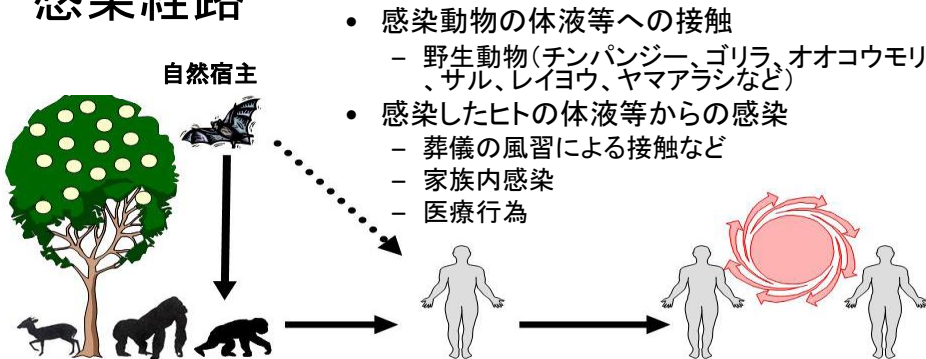 感染経路
• 感染動物の体液等への接触
– 野生動物(チンパンジー、ゴリラ、オオコウモリ
、サル、レイヨウ、ヤマアラシなど)
• 感染したヒトの体液等からの感染
– 葬儀の風習による接触など
– 家族内感染
– 医療行為
自然宿主